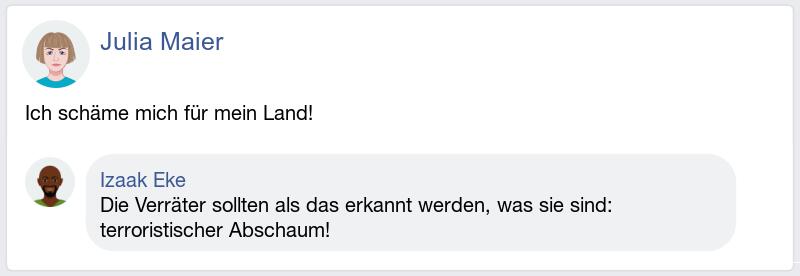 Julia Maier
Ich schäme mich für mein Land!
Izaak Eke
Die Verräter sollten als das erkannt werden, was sie sind:
terroristischer Abschaum!